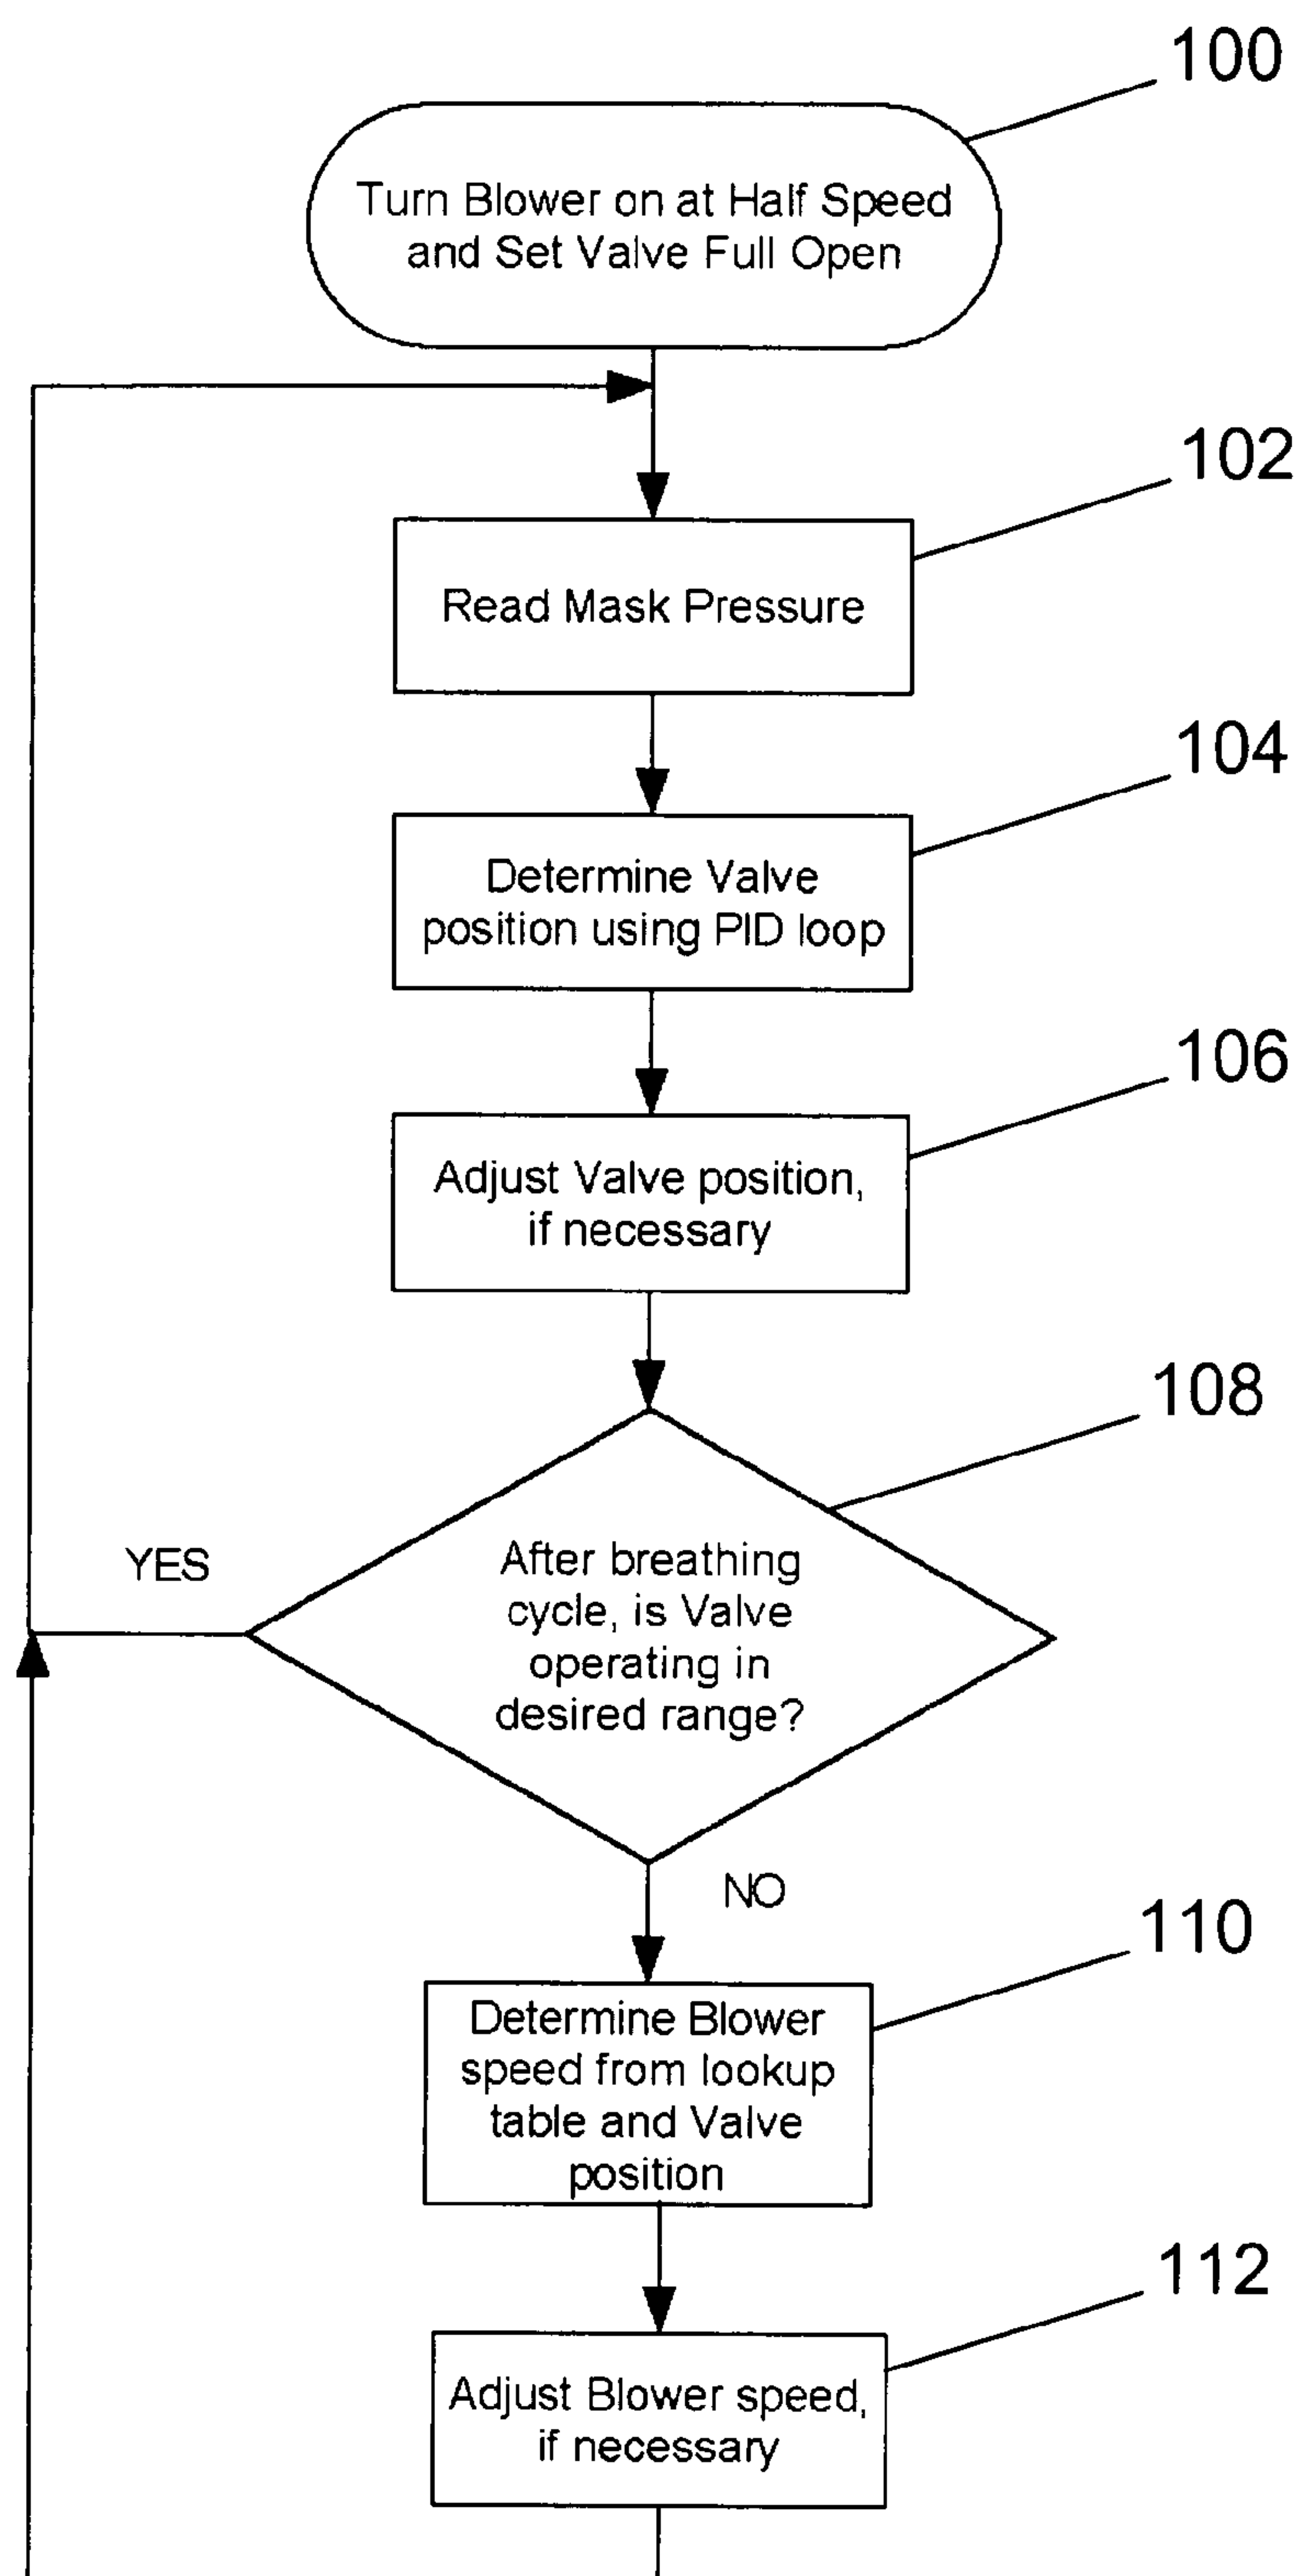 100
Turn Blower on at Half Speed
and Set Valve Full Open
102
Read Mask Pressure
104
Determine Valve
position using PID loop
106
Adjust Valve position,
if necessary
108
After breathing
cycle, is Valve
operating in
desired range?
YES
NO
110
Determine Blower
speed from lookup
table and Valve
position
112
Adjust Blower speed,
if necessary